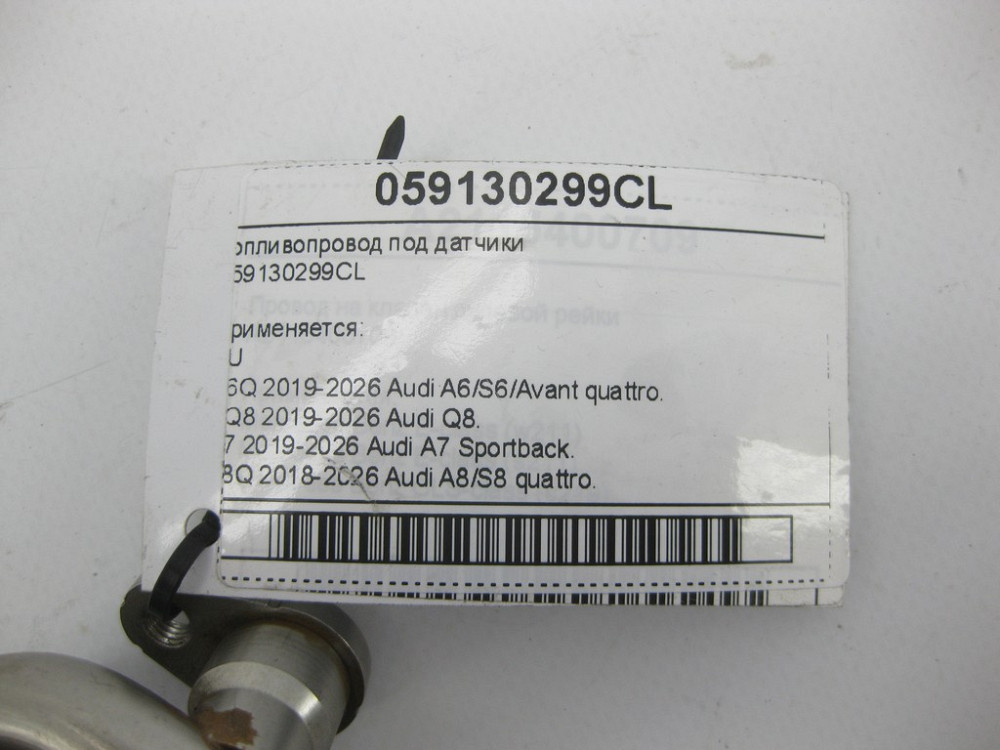 059130299CL
опливопровод под датчики
59130299CL
рименяется:
U
6Q 2019-2026 Audi A6/S6/Avant quattro.
Q8 2019-2026 Audi Q8.
7 2019-2026 Audi A7 Sportback.
8Q 2018-2026 Audi A8/S8 quattro.